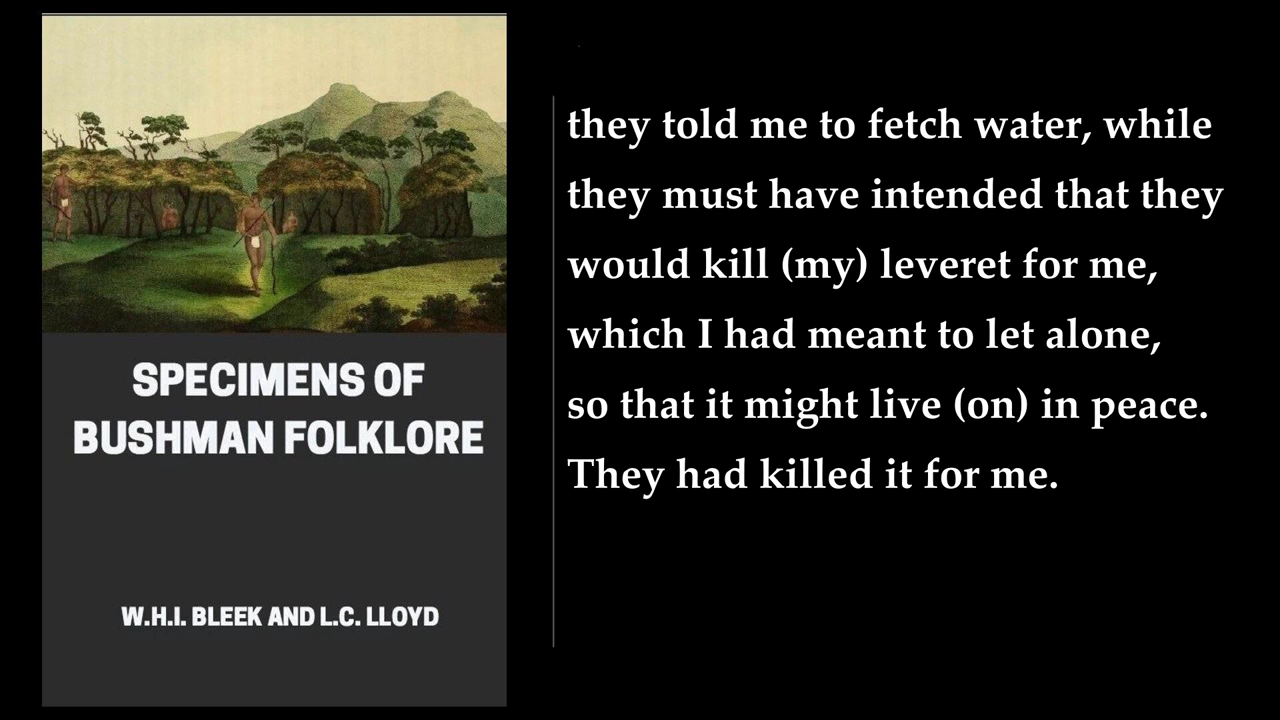 SPECIMENS OF
BUSHMAN FOLKLORE
W.H.I. BLEEK AND L.C. LLOYD
they told me to fetch water, while
they must have intended that they
would kill (my) leveret for me,
which I had meant to let alone,
so that it might live (on) in peace.
They had killed it for me.